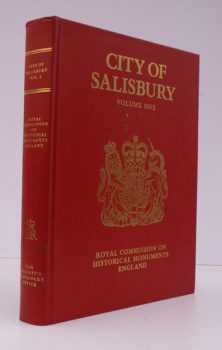 CITY OF
SALISBURY
VOL. I
ROYAL
COMMISSION
ON
HISTORICAL
MONUMENTS
ENGLAND
HER
MAJESTY'S
STATIONERY
OFFICE
CITY OF
SALISBURY
VOLUME ONE
ROYAL COMMISSION ON
HISTORICAL MONUMENTS
ENGLAND